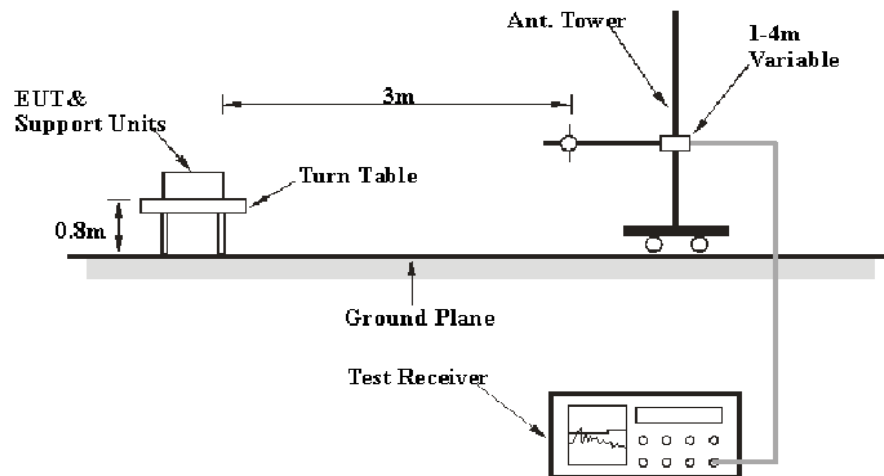 Ant. Tower
1-4m
Variable
3m
EUT&
Support Units
Turn Table
0.8m
Ground Plane
Test Receiver